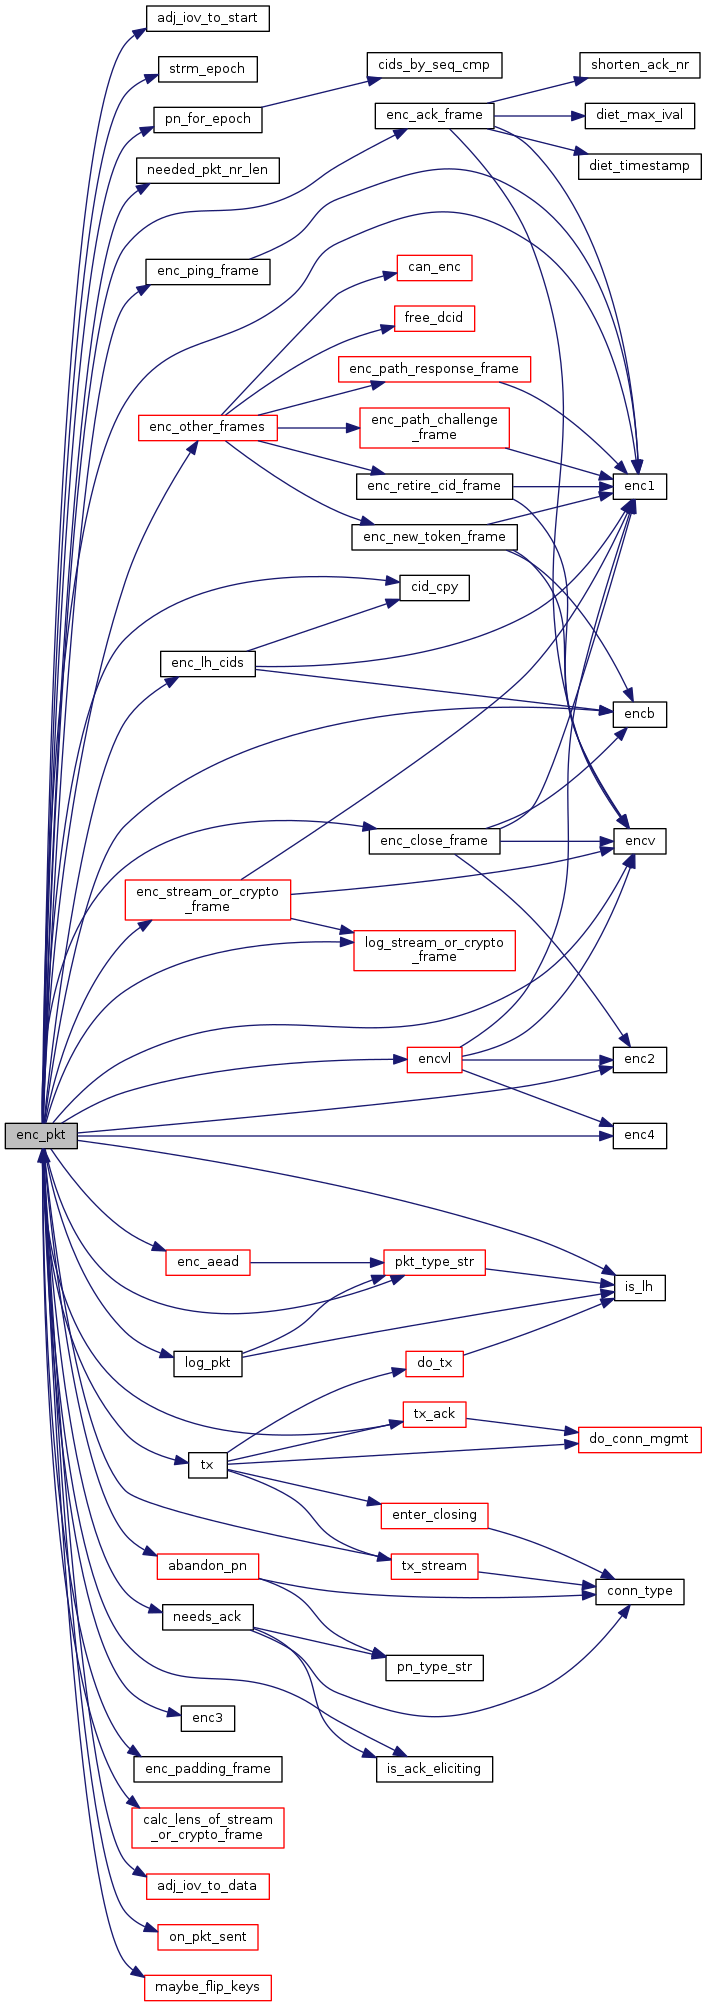 adj_iov_to_start
strm_epoch
cids_by_seq_cmp
shorten_ack_nr
pn_for_epoch
enc_ack_frame
diet_max_ival
needed_pkt_nr_len
diet_timestamp
enc_ping_frame
can_enc
free_dcid
enc_path_response_frame
enc_other_frames
enc_path_challenge
_frame
enc_retire_cid_frame
enc1
enc_new_token_frame
cid_cpy
enc_lh_cids
encb
enc_close_frame
encv
enc_stream_or_crypto
_frame
log_stream_or_crypto
_frame
encvl
enc2
enc_pkt
enc4
enc_aead
pkt_type_str
is_lh
log_pkt
do_tx
tx_ack
do_conn_mgmt
tx
enter_closing
abandon_pn
tx_stream
conn_type
needs_ack
pn_type_str
enc3
enc_padding_frame
is_ack_eliciting
calc_lens_of_stream
_or_crypto_frame
adj_iov_to_data
on_pkt_sent
maybe_flip_keys